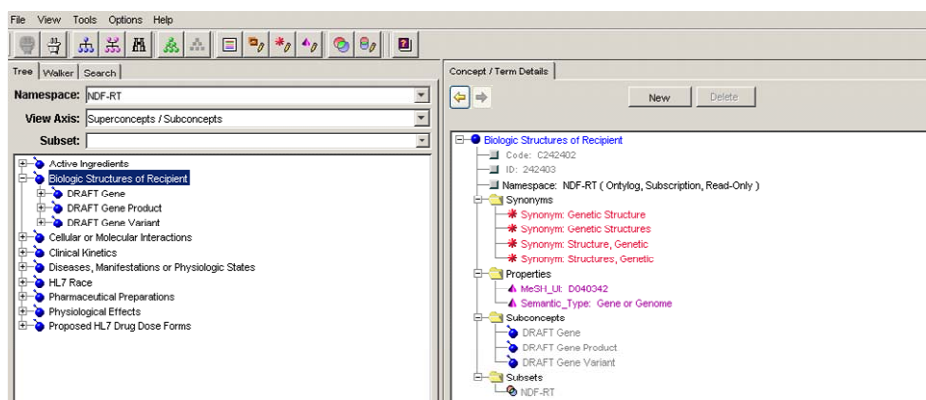 File View Tools Options Help
Tree Walker Search
Namespace: NDF-RT
View Axis: Superconcepts / Subconcepts
Subset:
Active Ingredients
Biologic Structures of Recipient
DRAFT Gene
DRAFT Gene Product
DRAFT Gene Variant
Cellular or Molecular Interactions
Clinical Kinetics
Diseases, Manifestations or Physiologic States
HL7 Race
Pharmaceutical Preparations
Physiological Effects
Proposed HL7 Drug Dose Forms
Concept / Term Details
New Delete
Biologic Structures of Recipient
Code: C242402
ID: 242403
Namespace: NDF-RT ( Ontylog, Subscription, Read-Only )
Synonyms
Synonym: Genetic Structure
Synonym: Genetic Structures
Synonym: Structure, Genetic
Synonym: Structures, Genetic
Properties
MeSH_UI: D040342
Semantic_Type: Gene or Genome
Subconcepts
DRAFT Gene
DRAFT Gene Product
DRAFT Gene Variant
Subsets
NDF-RT